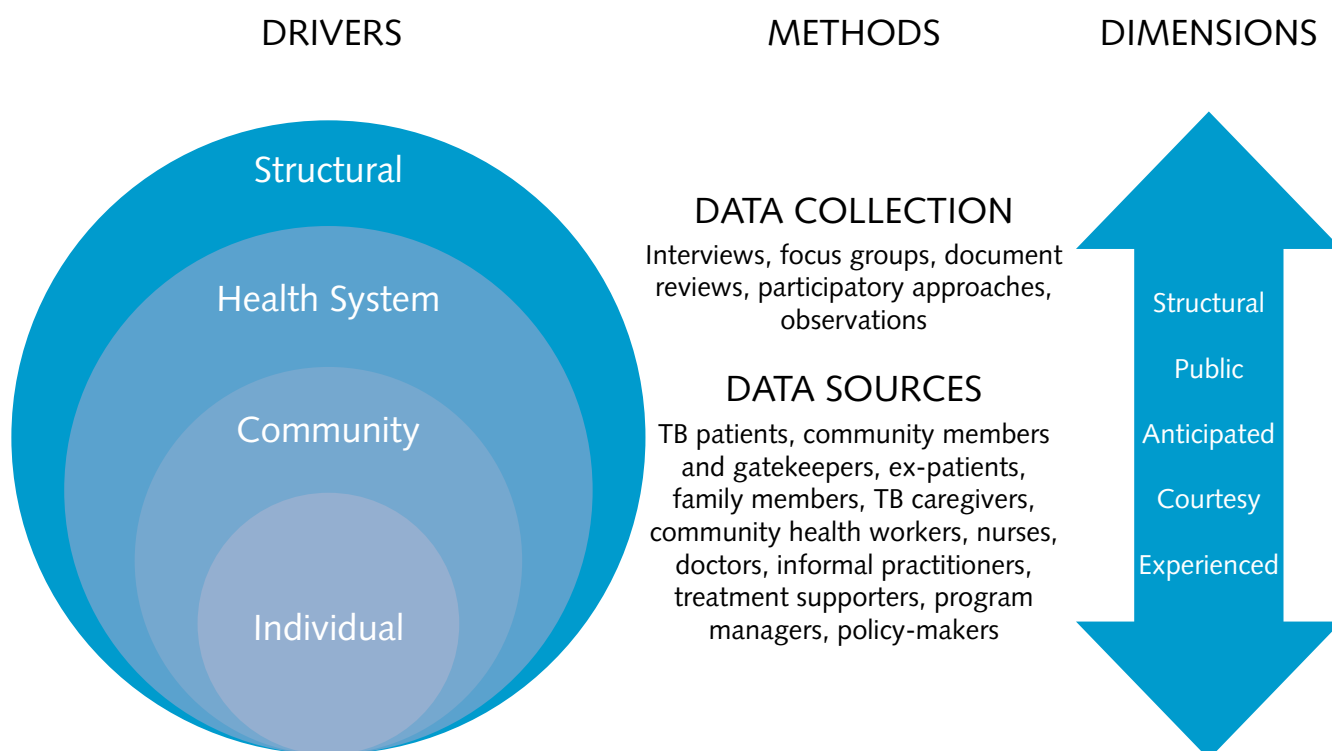 DRIVERS
METHODS
DIMENSIONS
Structural
Health System
Community
Individual
DATA COLLECTION
Interviews, focus groups, document
reviews, participatory approaches,
observations
DATA SOURCES
TB patients, community members
and gatekeepers, ex-patients,
family members, TB caregivers,
community health workers, nurses,
doctors, informal practitioners,
treatment supporters, program
managers, policy-makers
Structural
Public
Anticipated
Courtesy
Experienced